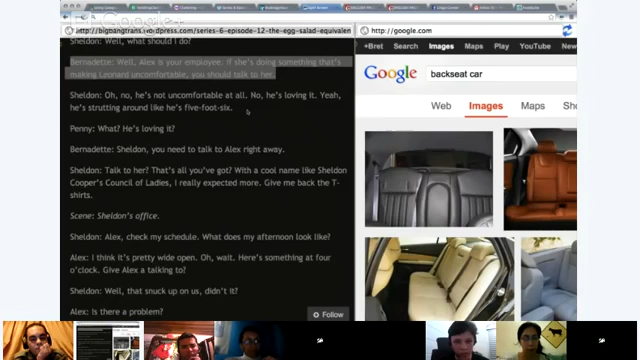 http://bigbangtrans.wordpress.com/series-6-episode-12-the-egg-salad-equivalen
http://google.com
Sheldon: Well, what should I do?
Bernadette: Well, Alex is your employee. If she's doing something that's
making Leonard uncomfortable, you should talk to her.
Sheldon: Oh, no, he's not uncomfortable at all. No, he's loving it. Yeah,
he's strutting around like he's five-foot-six.
Penny: What? He's loving it?
Bernadette: Sheldon, you need to talk to Alex right away.
Sheldon: Talk to her? That's all you've got? With a cool name like Sheldon
Cooper's Council of Ladies, I really expected more. Give me back the T-
shirts.
Scene: Sheldon's office.
Sheldon: Alex, check my schedule. What does my afternoon look like?
Alex: I think it's pretty wide open. Oh, wait. Here's something at four
o'clock. Give Alex a talking to?
Sheldon: Well, that snuck up on us, didn't it?
Alex: Is there a problem?
Follow
+Bret Search Images Maps Play YouTube News
Google backseat car
Web Images Maps Sh